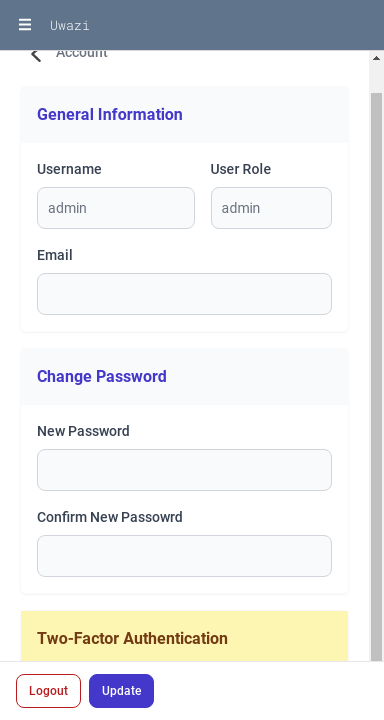 Uwazi
Account
General Information
Username
User Role
admin
admin
Email
Change Password
New Password
Confirm New Passowrd
Two-Factor Authentication
Logout
Update